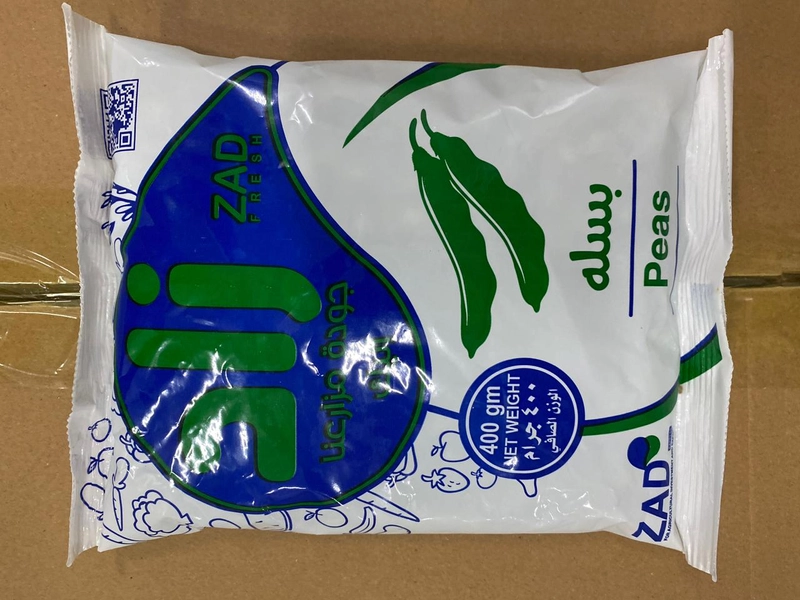 زاد
ZAD
FRESH
جودة مزارعنا
بسله
Peas
400 gm
NET WEIGHT
٤٠٠ جرام
الوزن الصافي
ZAD